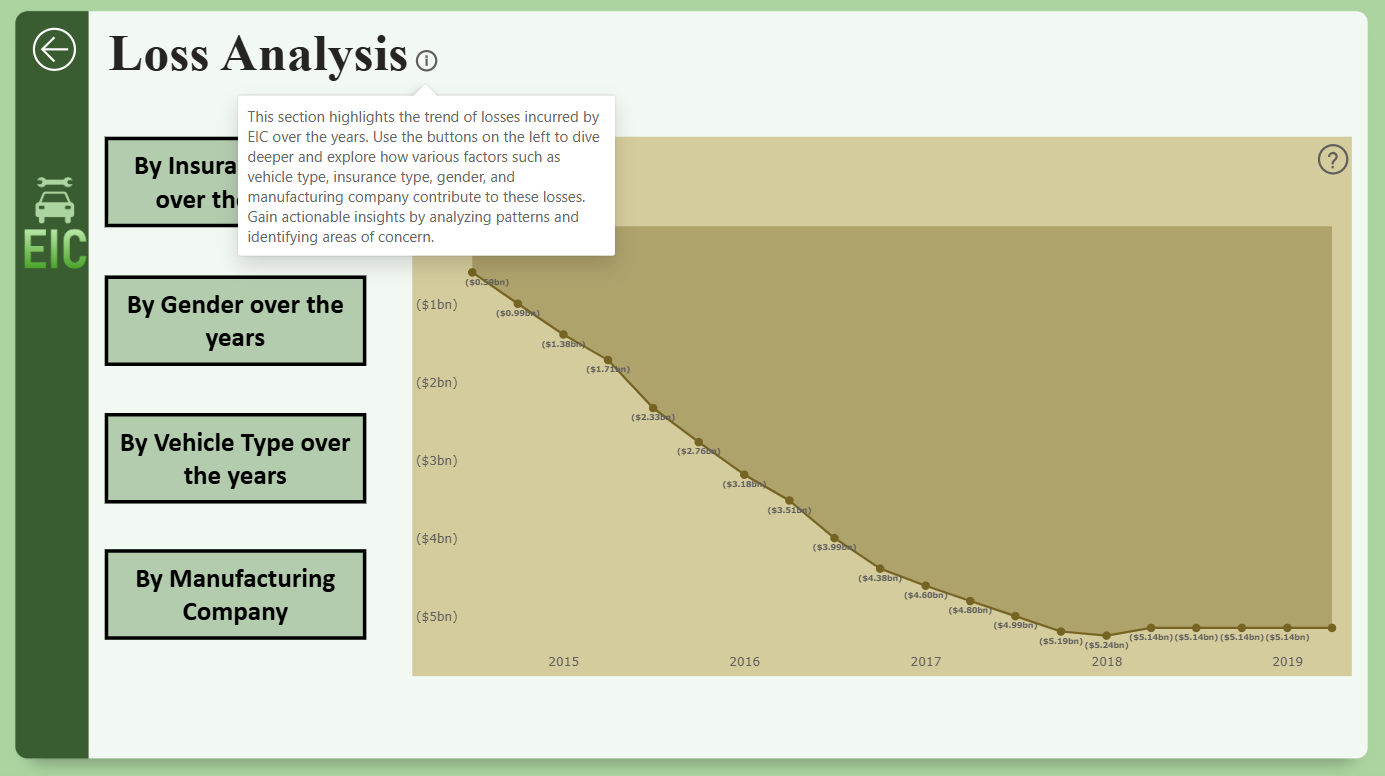 Loss Analysis
This section highlights the trend of losses incurred by
EIC over the years. Use the buttons on the left to dive
deeper and explore how various factors such as
vehicle type, insurance type, gender, and
manufacturing company contribute to these losses.
Gain actionable insights by analyzing patterns and
identifying areas of concern.
By Insura
over th
EIC
By Gender over the
years
By Vehicle Type over
the years
By Manufacturing
Company
?
($1bn)
($2bn)
($3bn)
($4bn)
($5bn)
($0.59bn)
($0.99bn)
($1.38bn)
($1.71bn)
($2.33bn)
($2.76bn)
($3.18bn)
($3.51bn)
($3.99bn)
($4.38bn)
($4.60bn)
($4.80bn)
($4.99bn)
($5.19bn)
($5.24bn)
($5.14bn)
($5.14bn)
($5.14bn)
($5.14bn)
2015
2016
2017
2018
2019